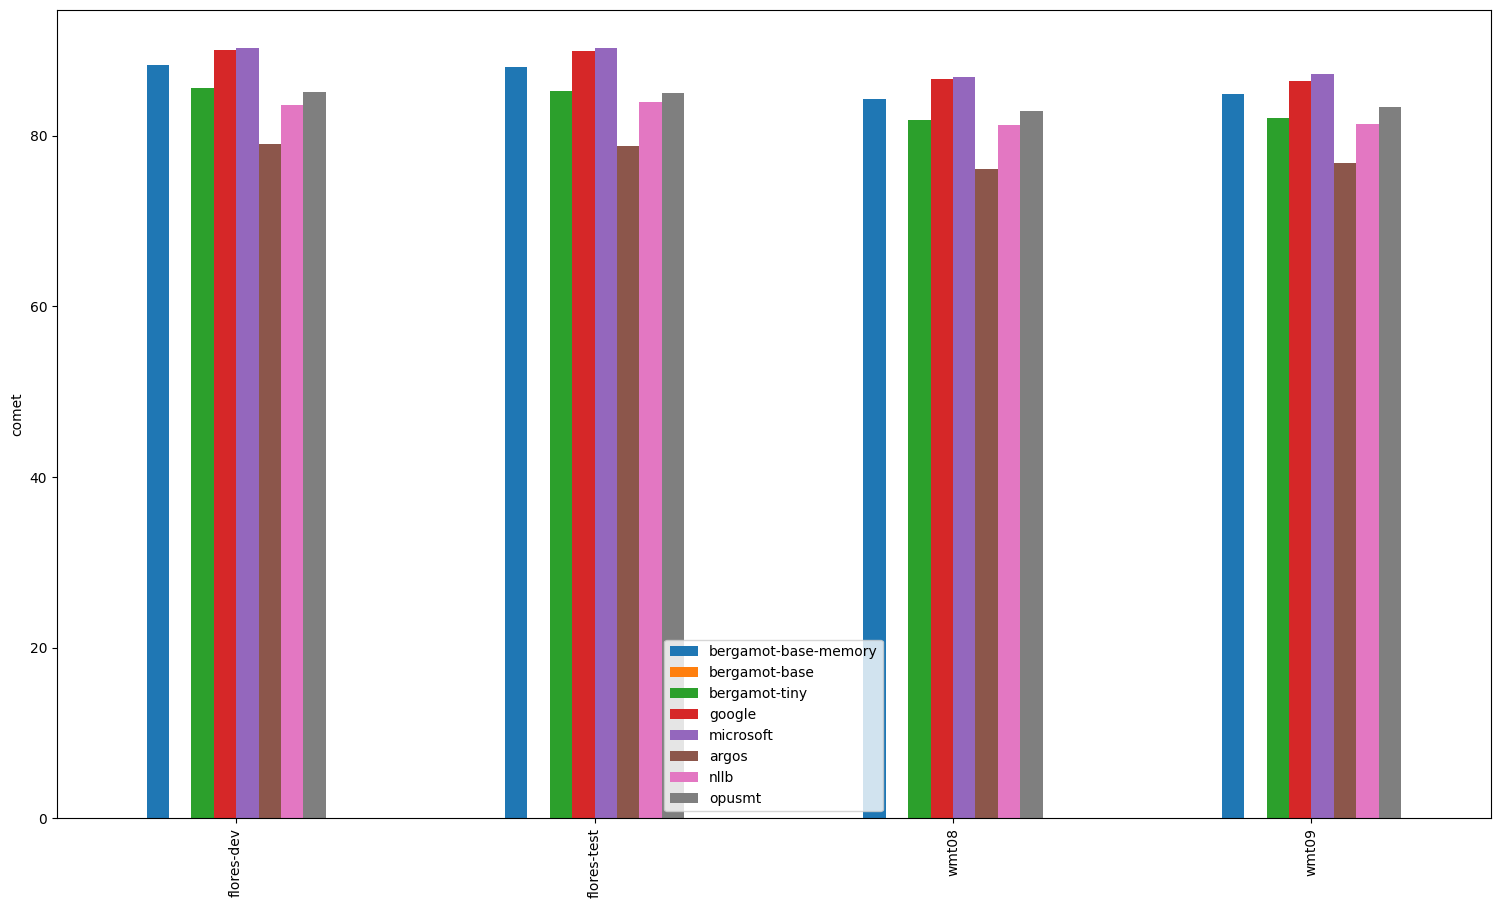 comet
80
60
40
20
0
bergamot-base-memory
bergamot-base
bergamot-tiny
google
microsoft
argos
nllb
opusmt
flores-dev
flores-test
wmt08
wmt09